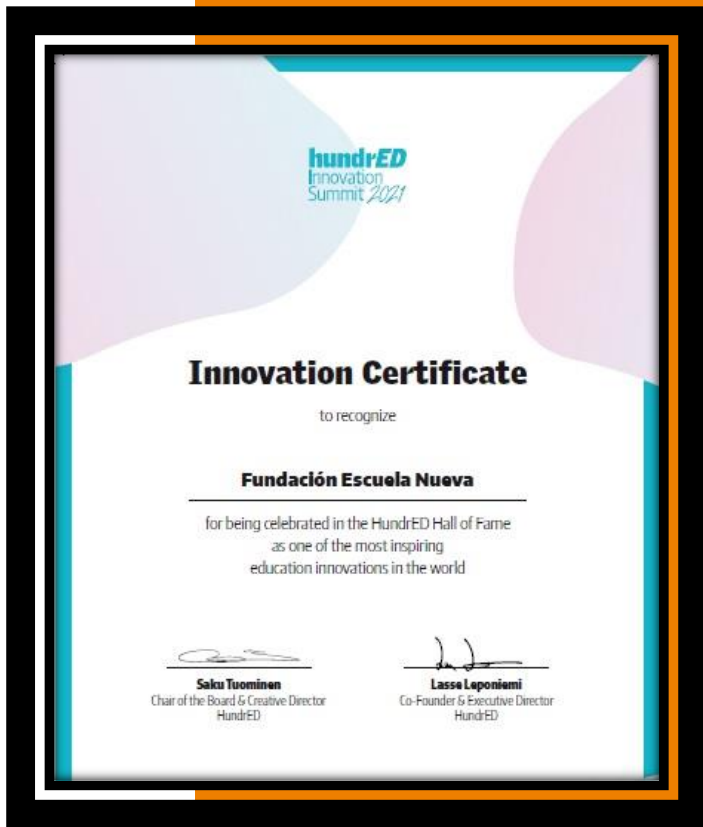 hundrED
Innovation
Summit 2021
Innovation Certificate
to recognize
Fundación Escuela Nueva
for being celebrated in the HundrED Hall of Fame
as one of the most inspiring
education innovations in the world
Saku Tuominen
Chair of the Board & Creative Director
HundrED
Lasse Leponiemi
Co-Founder & Executive Director
HundrED